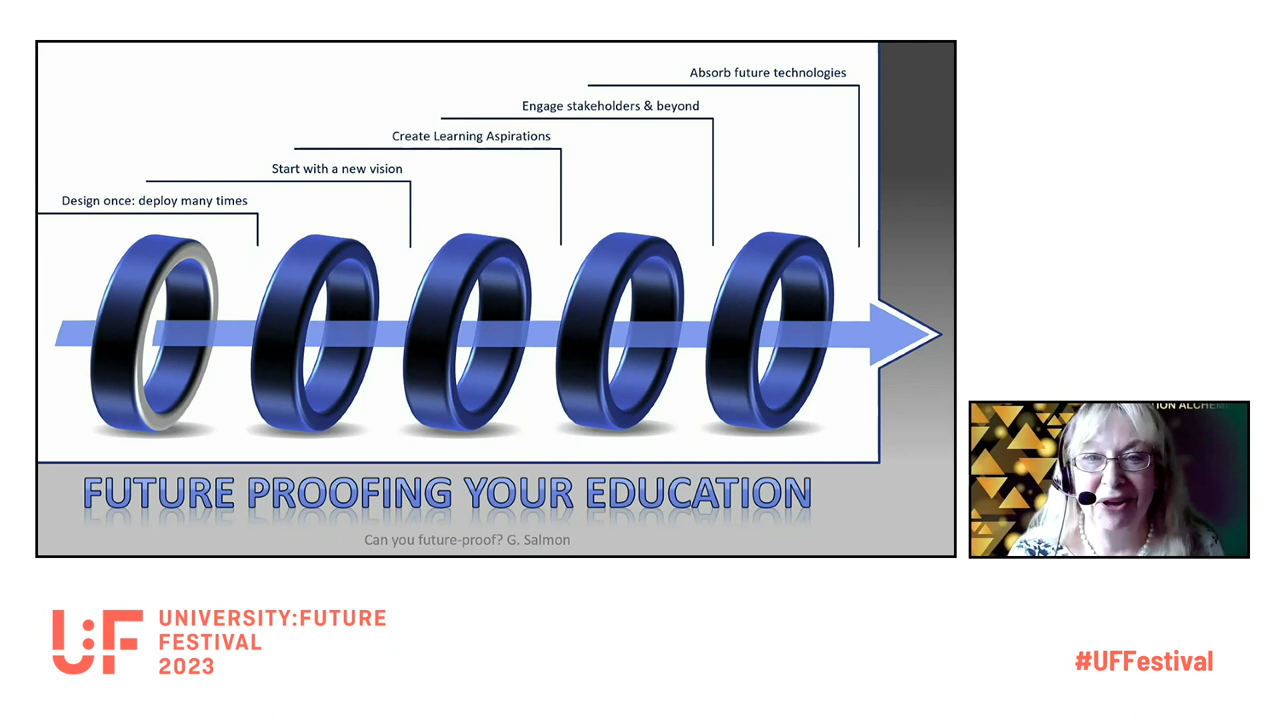 Absorb future technologies
Engage stakeholders & beyond
Create Learning Aspirations
Start with a new vision
Design once: deploy many times
FUTURE PROOFING YOUR EDUCATION
Can you future-proof? G. Salmon
U:F
UNIVERSITY:FUTURE
FESTIVAL
2023
#UFFestival